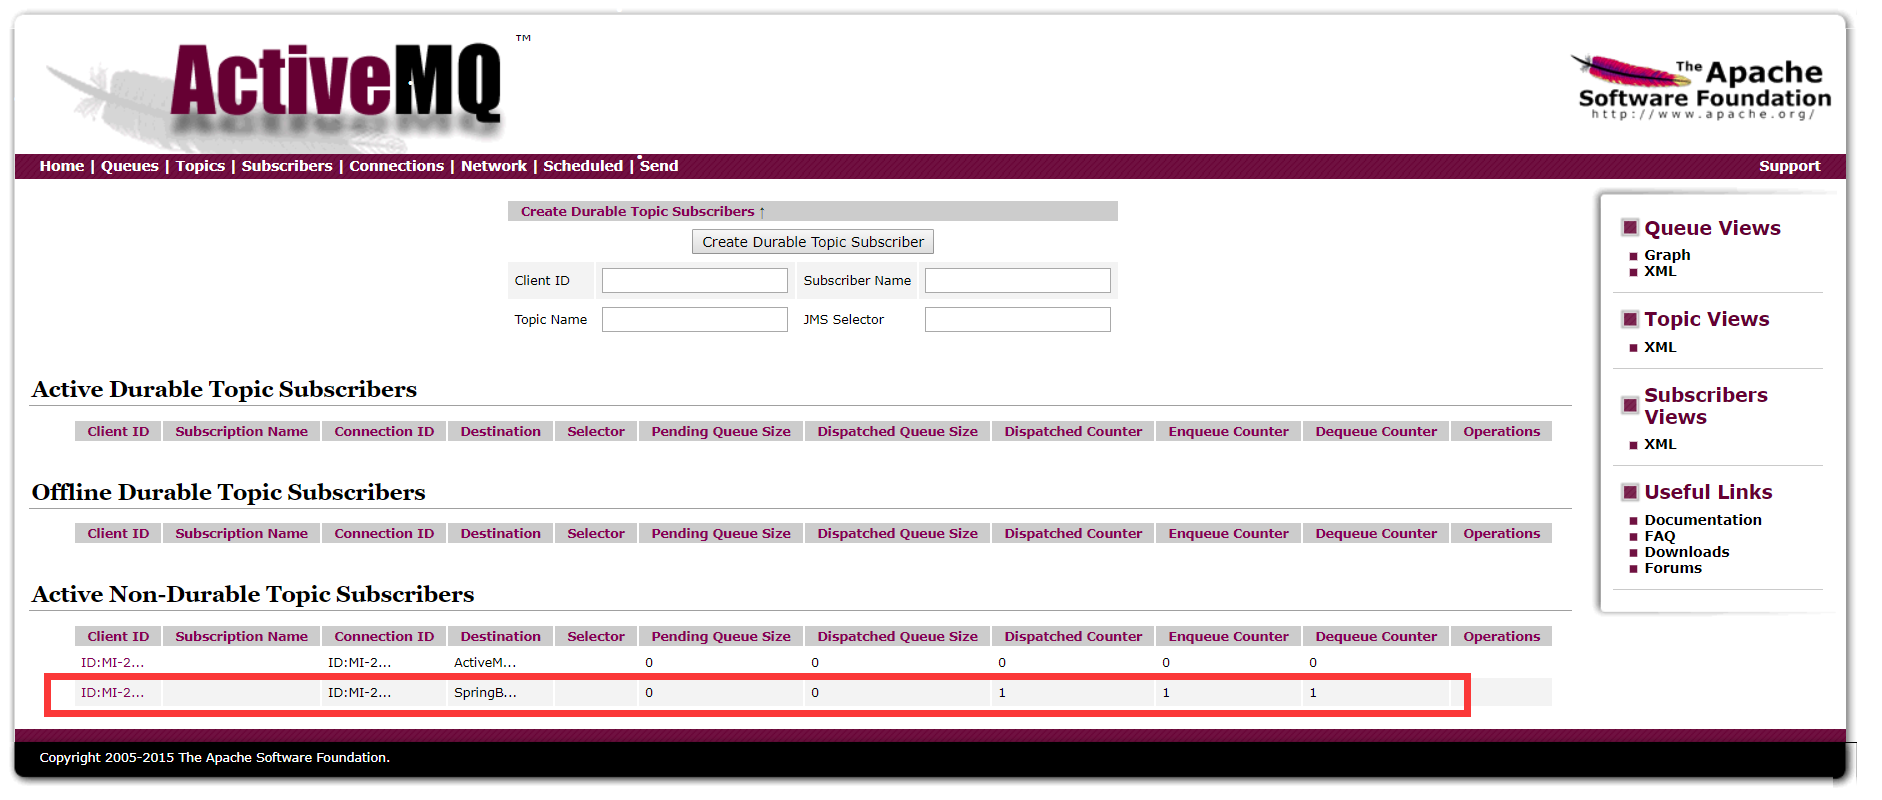 ActiveMQ ™
The Apache
Software Foundation
http://www.apache.org/
Home | Queues | Topics | Subscribers | Connections | Network | Scheduled | Send
Support
Create Durable Topic Subscribers ↑
Create Durable Topic Subscriber
Client ID Subscriber Name
Topic Name JMS Selector
Active Durable Topic Subscribers
Client ID Subscription Name Connection ID Destination Selector Pending Queue Size Dispatched Queue Size Dispatched Counter Enqueue Counter Dequeue Counter Operations
Offline Durable Topic Subscribers
Client ID Subscription Name Connection ID Destination Selector Pending Queue Size Dispatched Queue Size Dispatched Counter Enqueue Counter Dequeue Counter Operations
Active Non-Durable Topic Subscribers
Client ID Subscription Name Connection ID Destination Selector Pending Queue Size Dispatched Queue Size Dispatched Counter Enqueue Counter Dequeue Counter Operations
ID:MI-2... ID:MI-2... ActiveM... 0 0 0 0 0
ID:MI-2... ID:MI-2... SpringB... 0 0 1 1 1
Queue Views
Graph
XML
Topic Views
XML
Subscribers
Views
XML
Useful Links
Documentation
FAQ
Downloads
Forums
Copyright 2005-2015 The Apache Software Foundation.